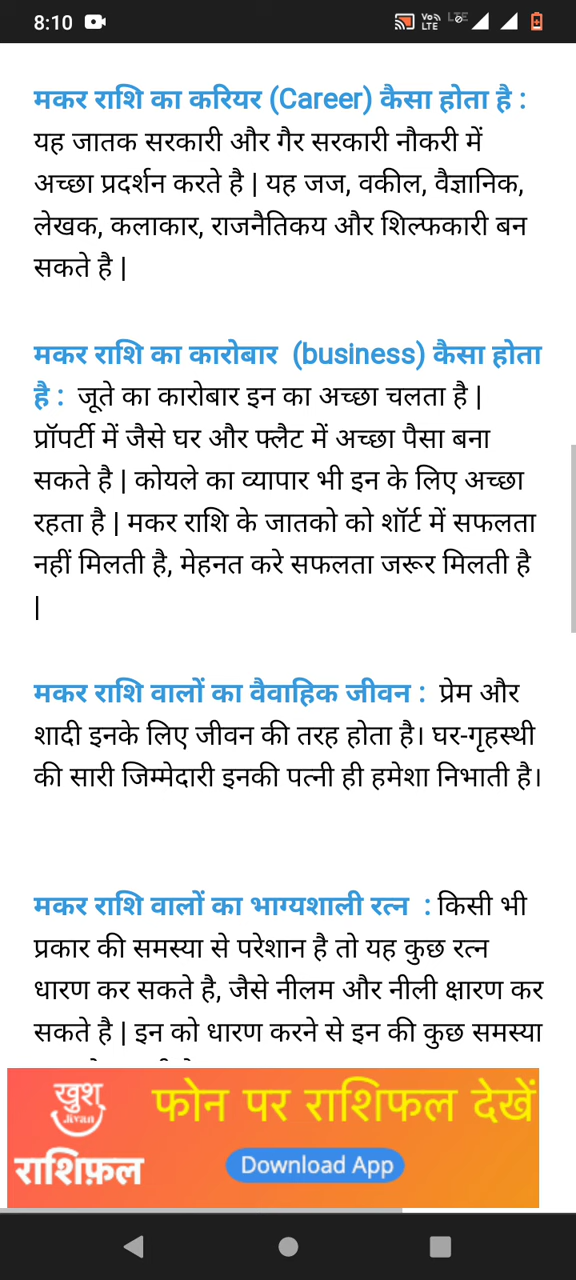 8:10
Vo))
LTE
LTE
मकर राशि का करियर (Career) कैसा होता है :
यह जातक सरकारी और गैर सरकारी नौकरी में
अच्छा प्रदर्शन करते है | यह जज, वकील, वैज्ञानिक,
लेखक, कलाकार, राजनैतिकय और शिल्फकारी बन
सकते है |
मकर राशि का कारोबार (business) कैसा होता
है : जूते का कारोबार इन का अच्छा चलता है |
प्रॉपर्टी में जैसे घर और फ्लैट में अच्छा पैसा बना
सकते है | कोयले का व्यापार भी इन के लिए अच्छा
रहता है | मकर राशि के जातको को शॉर्ट में सफलता
नहीं मिलती है, मेहनत करे सफलता जरूर मिलती है
|
मकर राशि वालों का वैवाहिक जीवन : प्रेम और
शादी इनके लिए जीवन की तरह होता है। घर-गृहस्थी
की सारी जिम्मेदारी इनकी पत्नी ही हमेशा निभाती है।
मकर राशि वालों का भाग्यशाली रत्न : किसी भी
प्रकार की समस्या से परेशान है तो यह कुछ रत्न
धारण कर सकते है, जैसे नीलम और नीली क्षारण कर
सकते है | इन को धारण करने से इन की कुछ समस्या
खुश
Jivan
राशिफ़ल
फोन पर राशिफल देखें
Download App